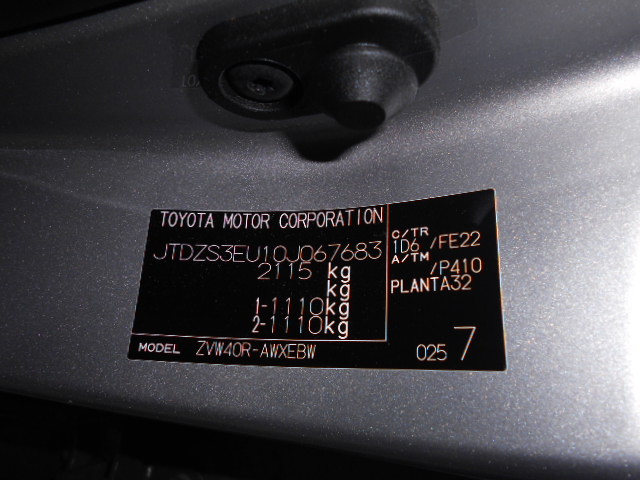 TOYOTA MOTOR CORPORATION
JTDZS3EU10J067683
2115 kg
kg
1-1110kg
2-1110kg
MODEL ZVW40R-AWXEBW
C/TR
1D6 /FE22
A/TM
/P410
PLANTA32
025 7